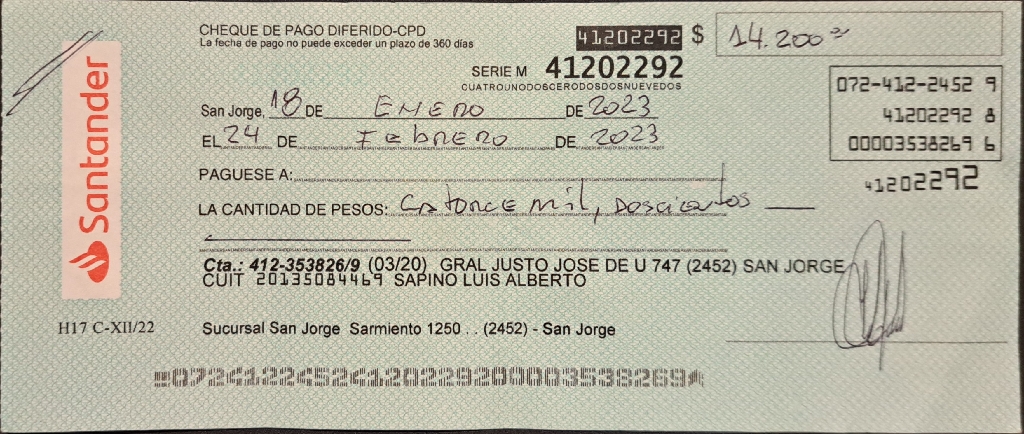 CHEQUE DE PAGO DIFERIDO-CPD
La fecha de pago no puede exceder un plazo de 360 días
41202292 $ 14.200
SERIE M 41202292
CUATROUNODOSCERODOSDOSNUEVEDOS
072-412-2452 9
41202292 8
00003538269 6
41202292
Santander
San Jorge, 18 DE ENERO DE 2023
EL 24 DE FEbrERO DE 2023
PAGUESE A:
LA CANTIDAD DE PESOS: Catorce mil, Doscientos
Cta.: 412-353826/9 (03/20) GRAL JUSTO JOSE DE U 747 (2452) SAN JORGE
CUIT 20135084469 SAPINO LUIS ALBERTO
H17 C-XII/22
Sucursal San Jorge Sarmiento 1250 . . (2452) - San Jorge
07241224524120229200003538269